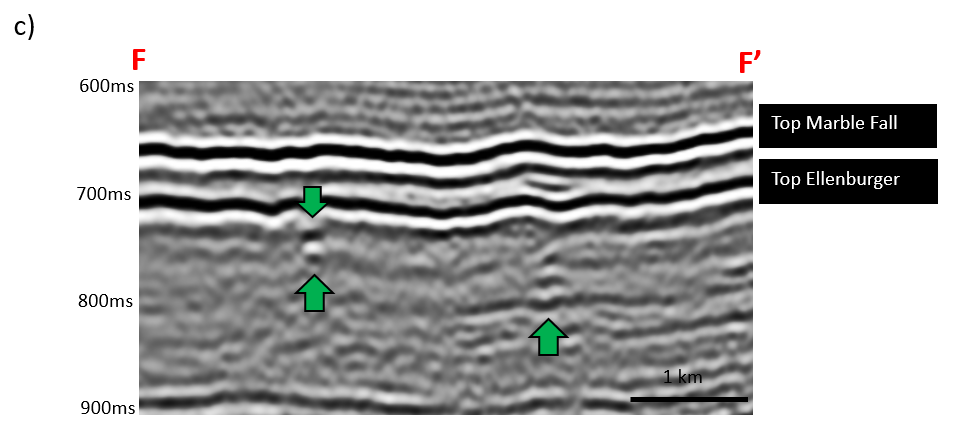 c)
F
F’
600ms
Top Marble Fall
Top Ellenburger
700ms
800ms
1 km
900ms